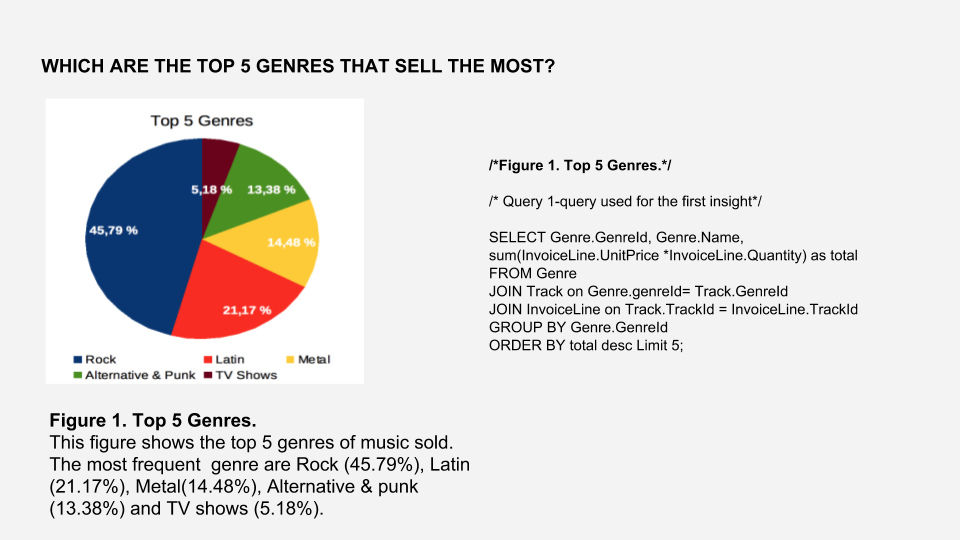 WHICH ARE THE TOP 5 GENRES THAT SELL THE MOST?
Top 5 Genres
5,18 %
13,38 %
45,79 %
14,48 %
21,17 %
Rock
Latin
Metal
Alternative & Punk
TV Shows
/*Figure 1. Top 5 Genres.*/
/* Query 1-query used for the first insight*/
SELECT Genre.GenreId, Genre.Name,
sum(InvoiceLine.UnitPrice *InvoiceLine.Quantity) as total
FROM Genre
JOIN Track on Genre.genreId= Track.GenreId
JOIN InvoiceLine on Track.TrackId = InvoiceLine.TrackId
GROUP BY Genre.GenreId
ORDER BY total desc Limit 5;
Figure 1. Top 5 Genres.
This figure shows the top 5 genres of music sold.
The most frequent  genre are Rock (45.79%), Latin
(21.17%), Metal(14.48%), Alternative & punk
(13.38%) and TV shows (5.18%).